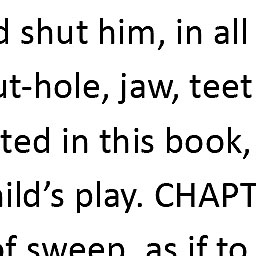 d shut him, in all
ut-hole, jaw, teet
ted in this book,
ild’s play. CHAPT
of sweep, as if to